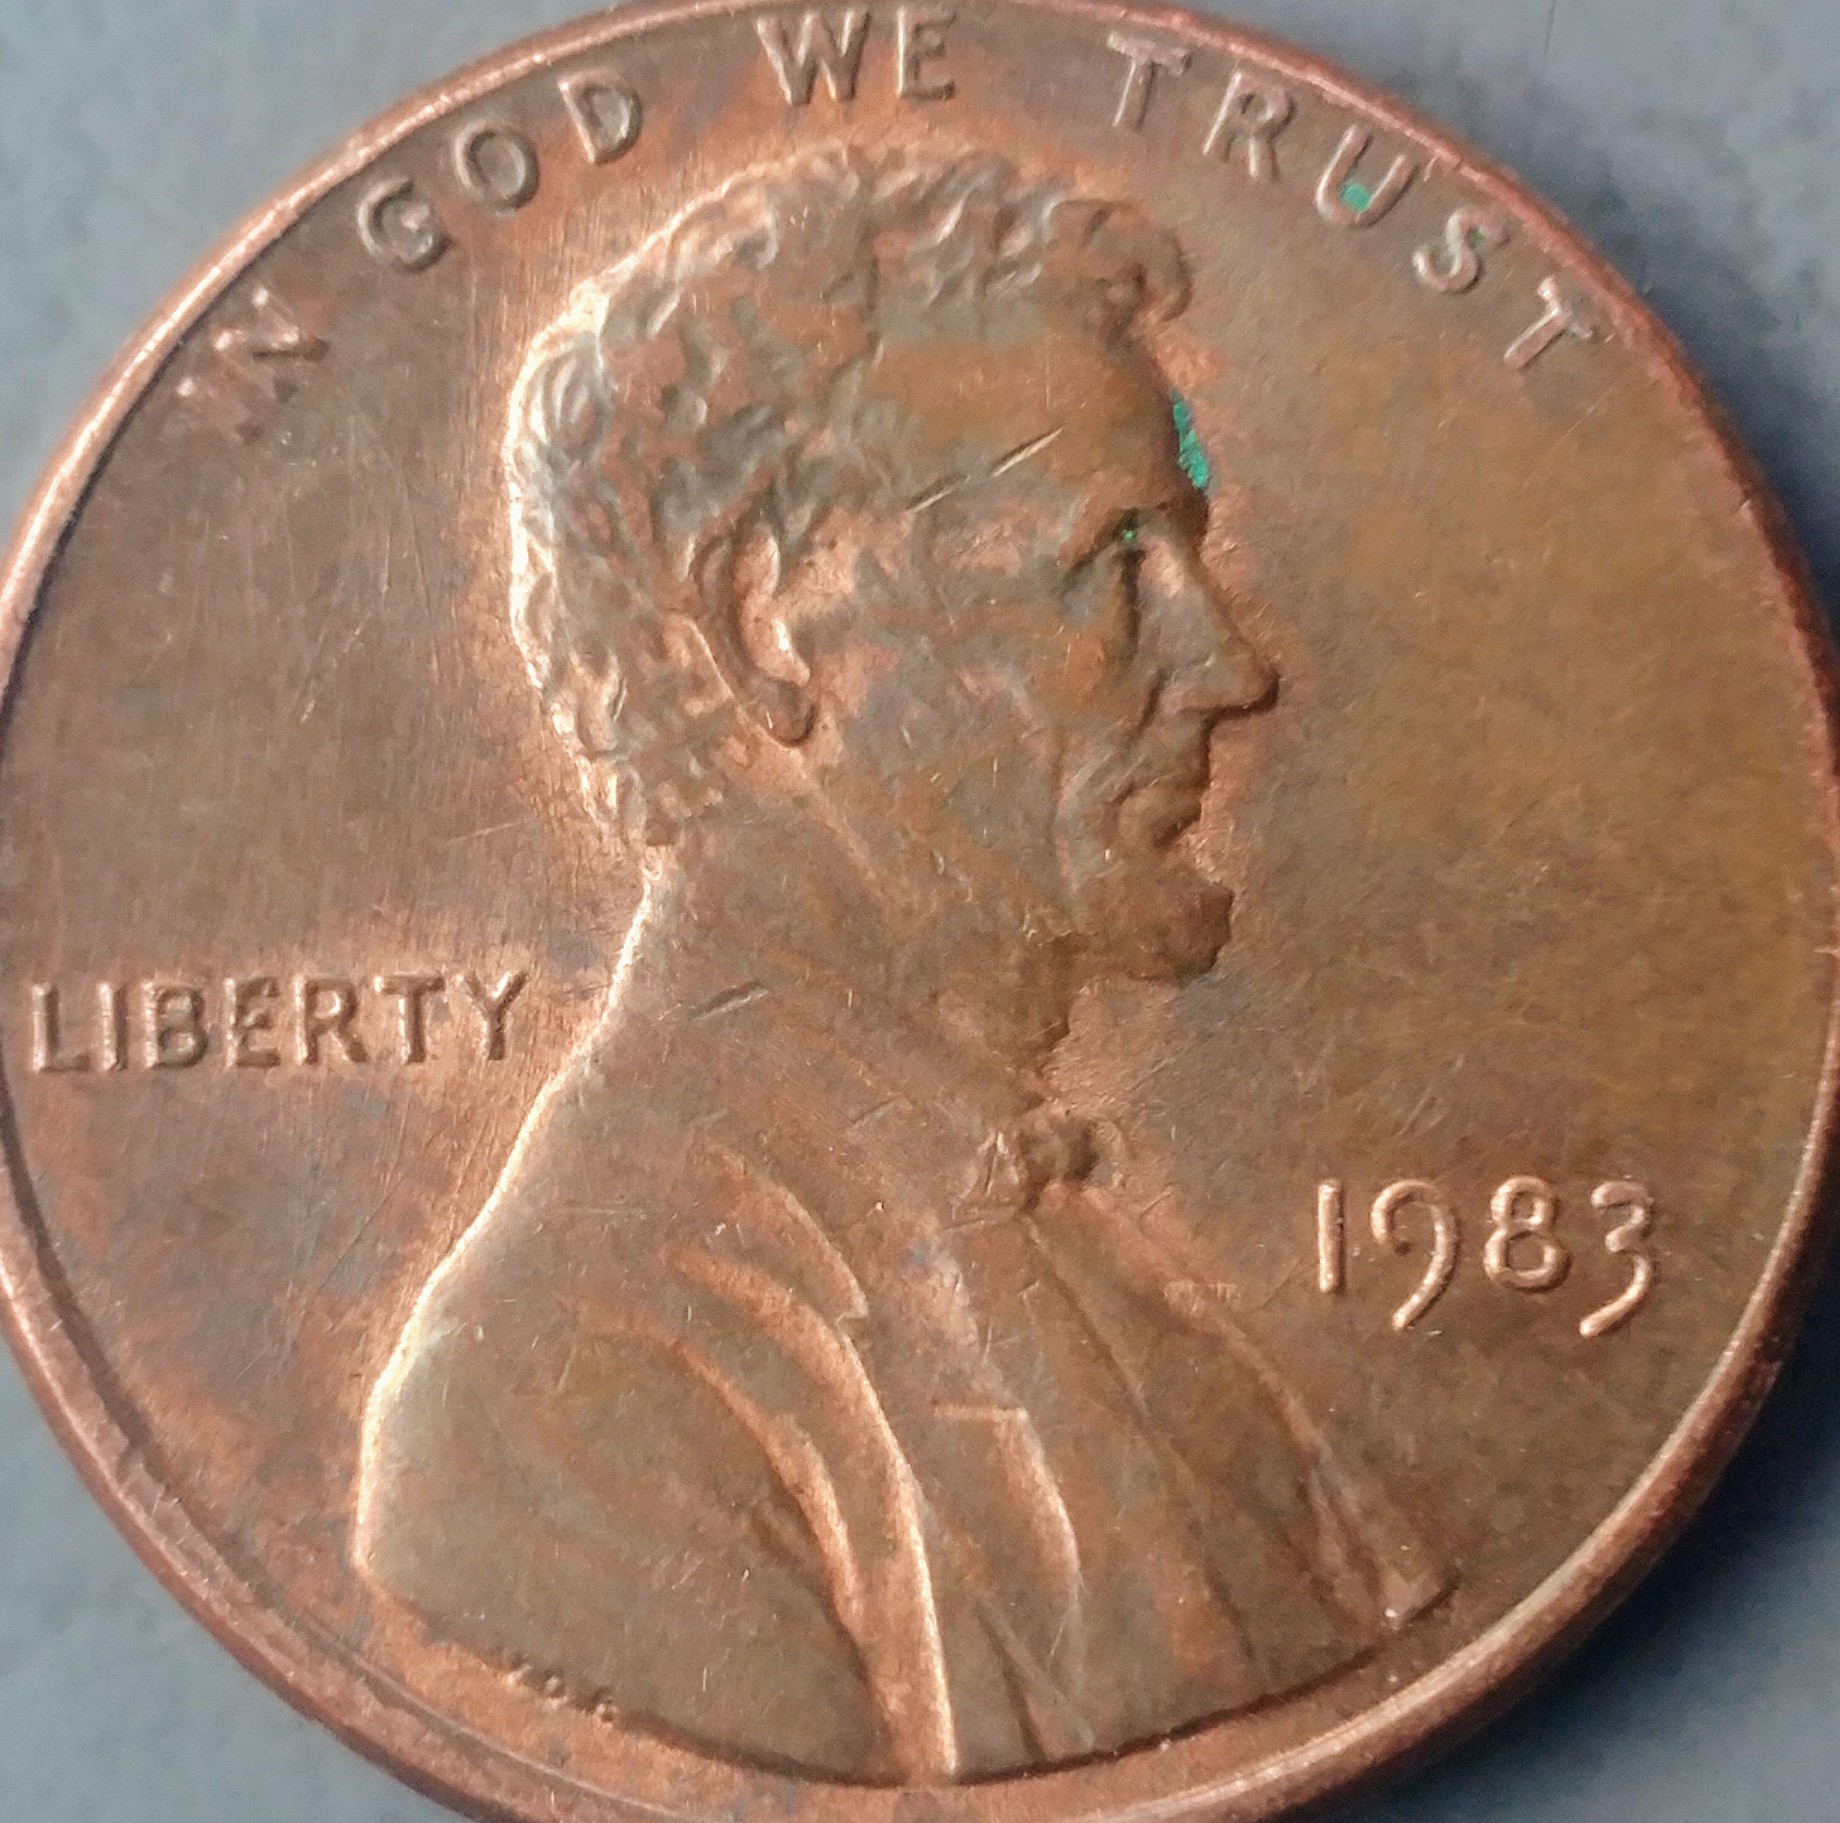 IN GOD WE TRUST
LIBERTY
1983